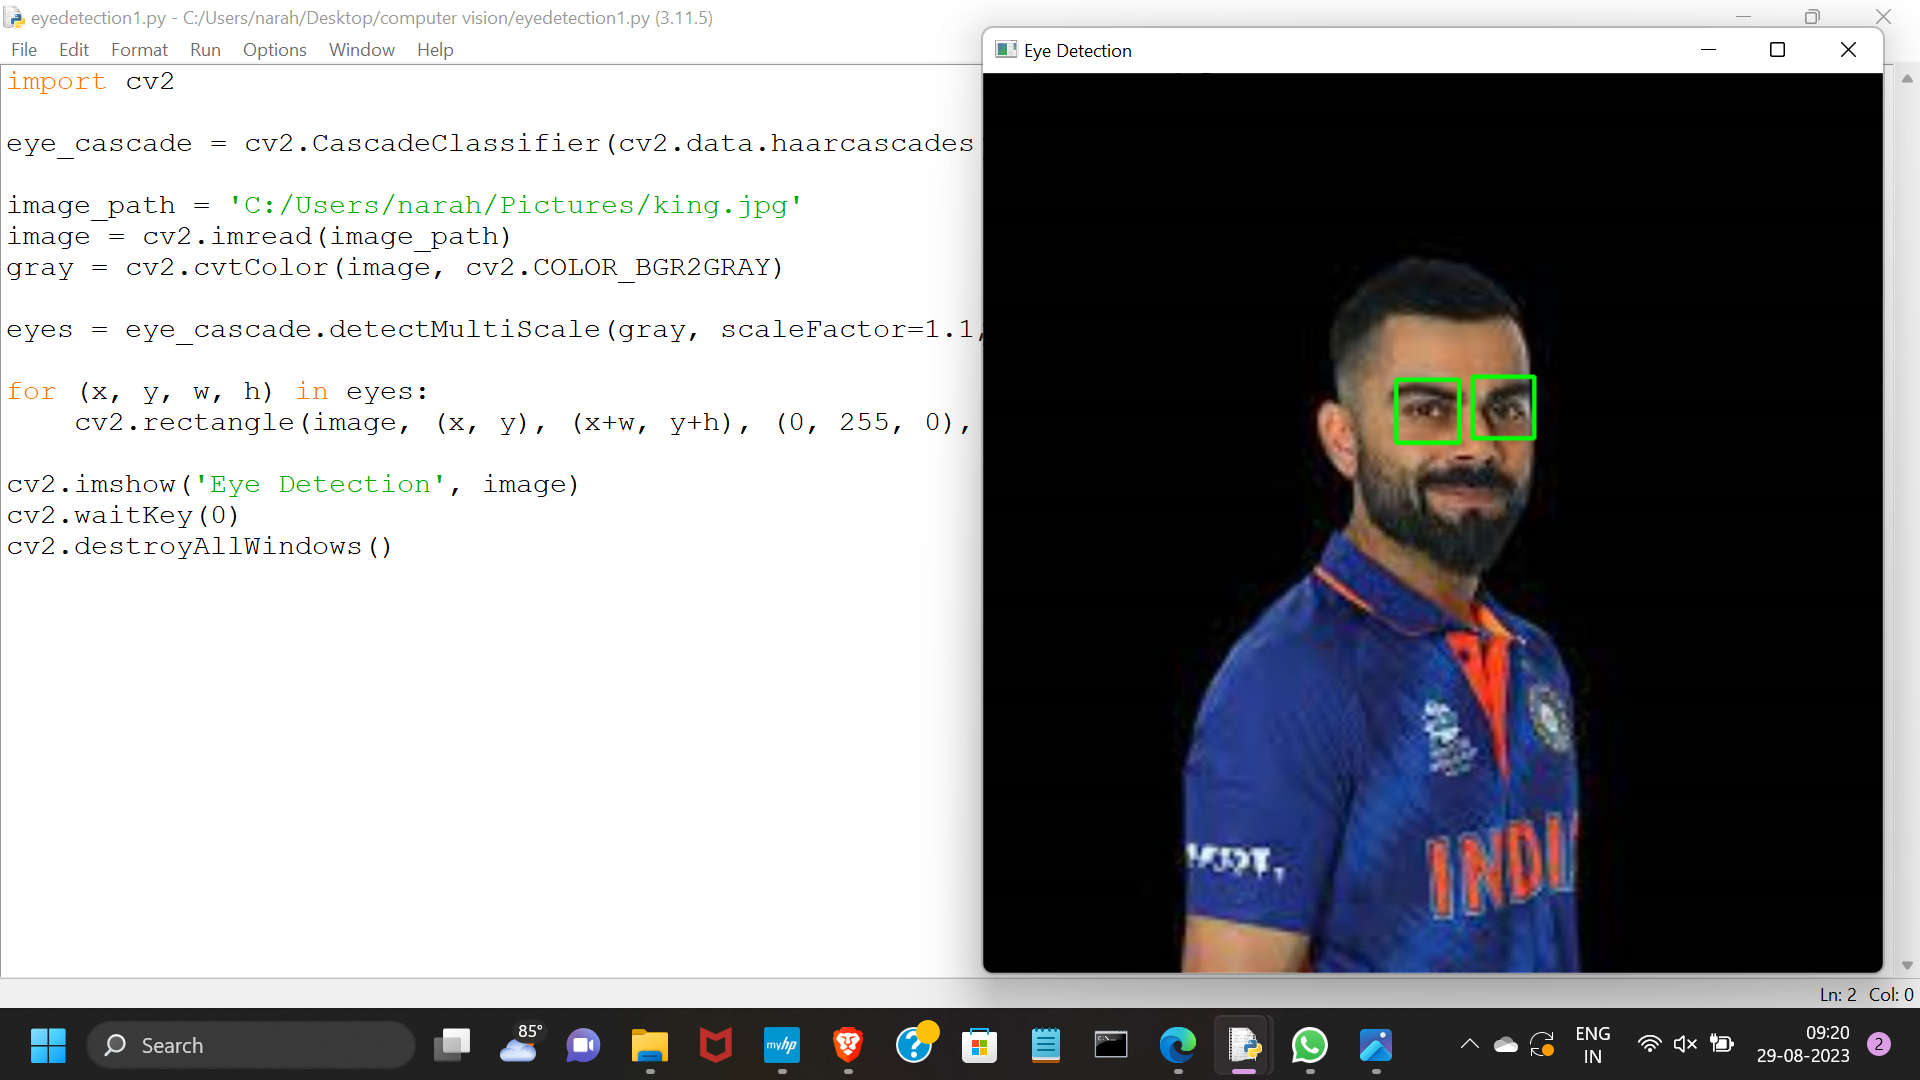 eyedetection1.py - C:/Users/narah/Desktop/computer vision/eyedetection1.py (3.11.5)
File Edit Format Run Options Window Help
import cv2
eye_cascade = cv2.CascadeClassifier(cv2.data.haarcascades
image_path = 'C:/Users/narah/Pictures/king.jpg'
image = cv2.imread(image_path)
gray = cv2.cvtColor(image, cv2.COLOR_BGR2GRAY)
eyes = eye_cascade.detectMultiScale(gray, scaleFactor=1.1,
for (x, y, w, h) in eyes:
    cv2.rectangle(image, (x, y), (x+w, y+h), (0, 255, 0),
cv2.imshow('Eye Detection', image)
cv2.waitKey(0)
cv2.destroyAllWindows()
Eye Detection
INDI
Ln: 2 Col: 0
Search
85°
myhp
ENG
IN
09:20
29-08-2023
2